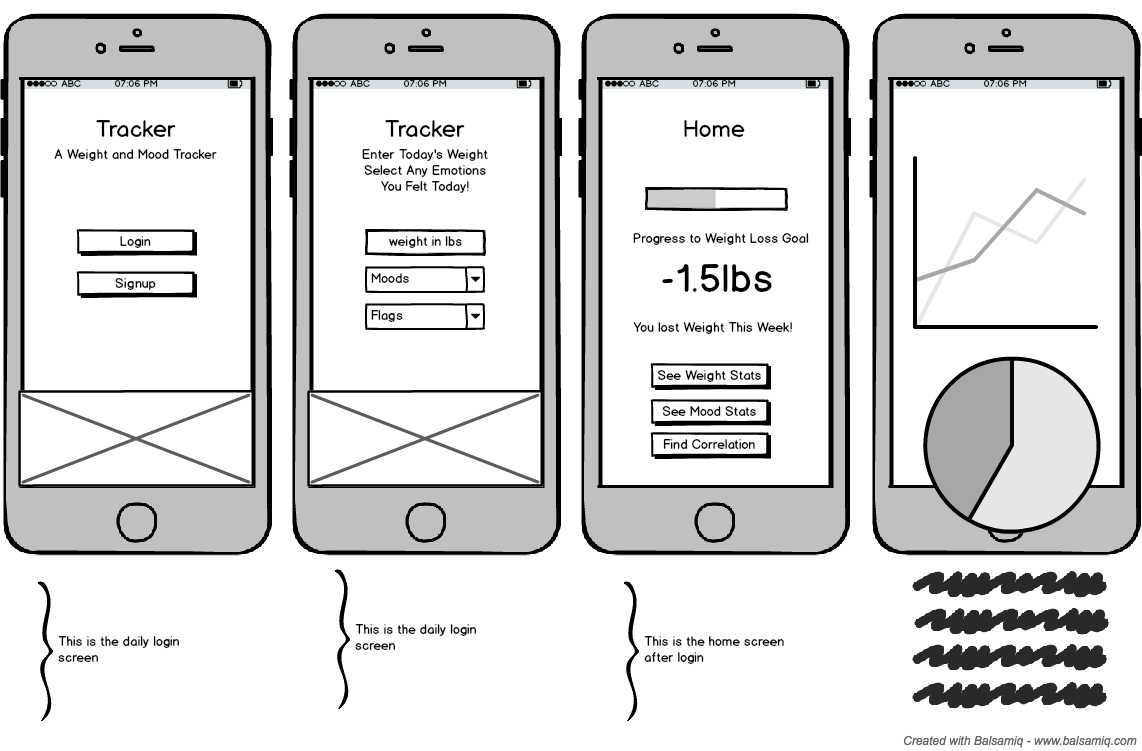 ABC 07:06 PM
Tracker
A Weight and Mood Tracker
Login
Signup
This is the daily login
screen
ABC 07:06 PM
Tracker
Enter Today's Weight
Select Any Emotions
You Felt Today!
weight in lbs
Moods
Flags
This is the daily login
screen
ABC 07:06 PM
Home
Progress to Weight Loss Goal
-1.5lbs
You lost Weight This Week!
See Weight Stats
See Mood Stats
Find Correlation
This is the home screen
after login
ABC 07:06 PM
Created with Balsamiq - www.balsamiq.com